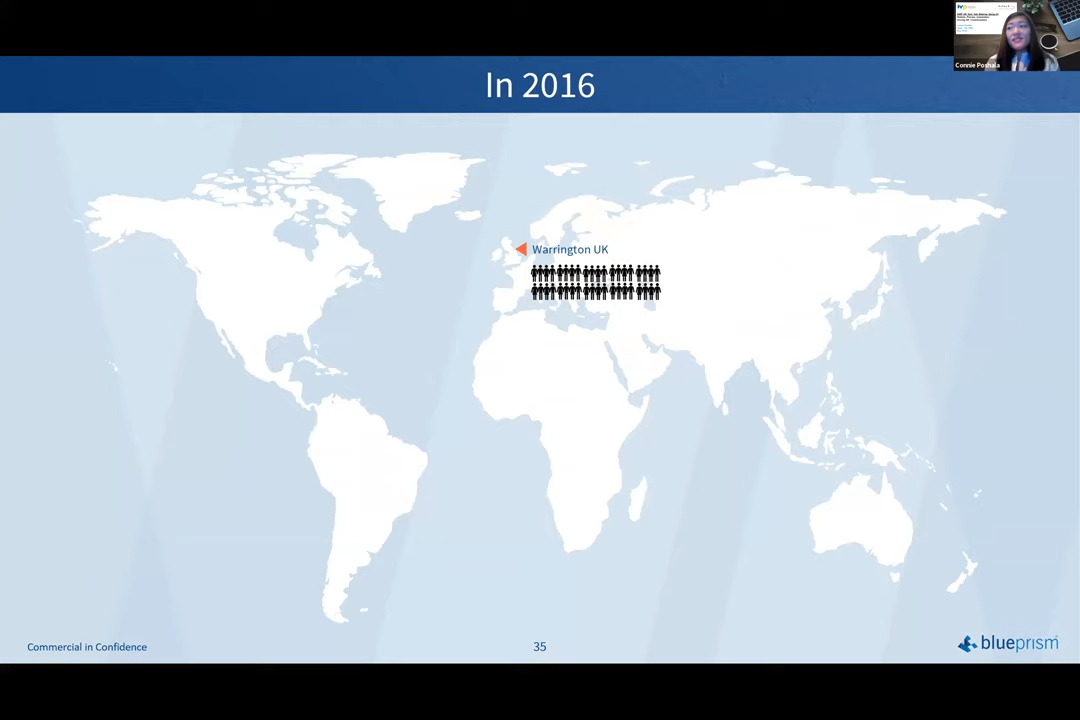 In 2016
Connie Poshala
Warrington UK
Commercial in Confidence
35
blueprism